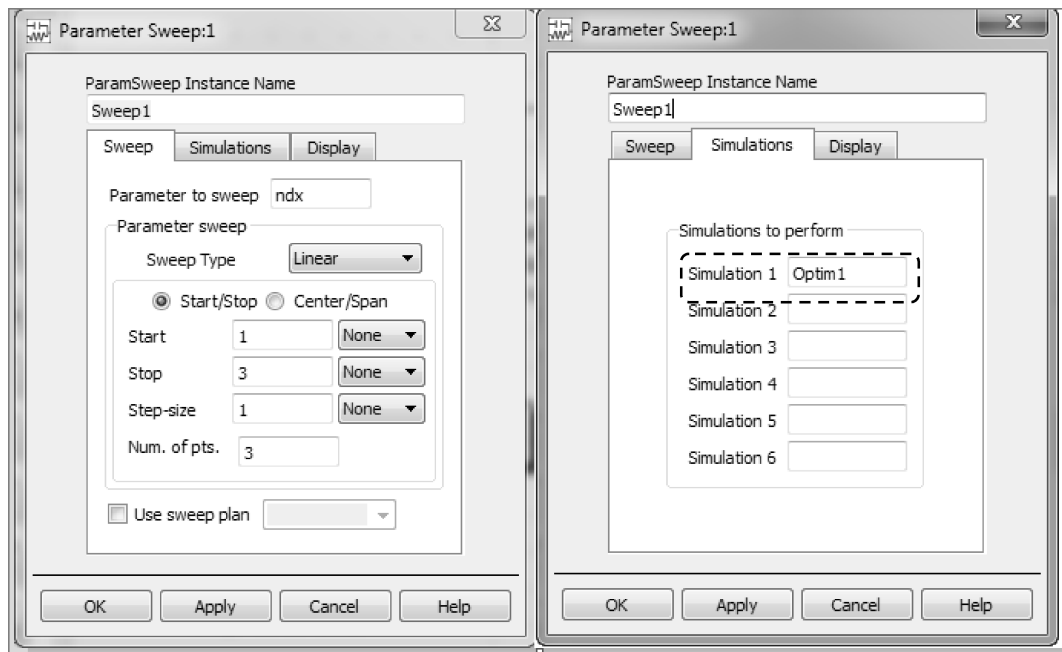 Parameter Sweep:1
ParamSweep Instance Name
Sweep1
Sweep Simulations Display
Parameter to sweep ndx
Parameter sweep
Sweep Type Linear
Start/Stop Center/Span
Start 1 None
Stop 3 None
Step-size 1 None
Num. of pts. 3
Use sweep plan
OK Apply Cancel Help
Parameter Sweep:1
ParamSweep Instance Name
Sweep1
Sweep Simulations Display
Simulations to perform
Simulation 1 Optim1
Simulation 2
Simulation 3
Simulation 4
Simulation 5
Simulation 6
OK Apply Cancel Help